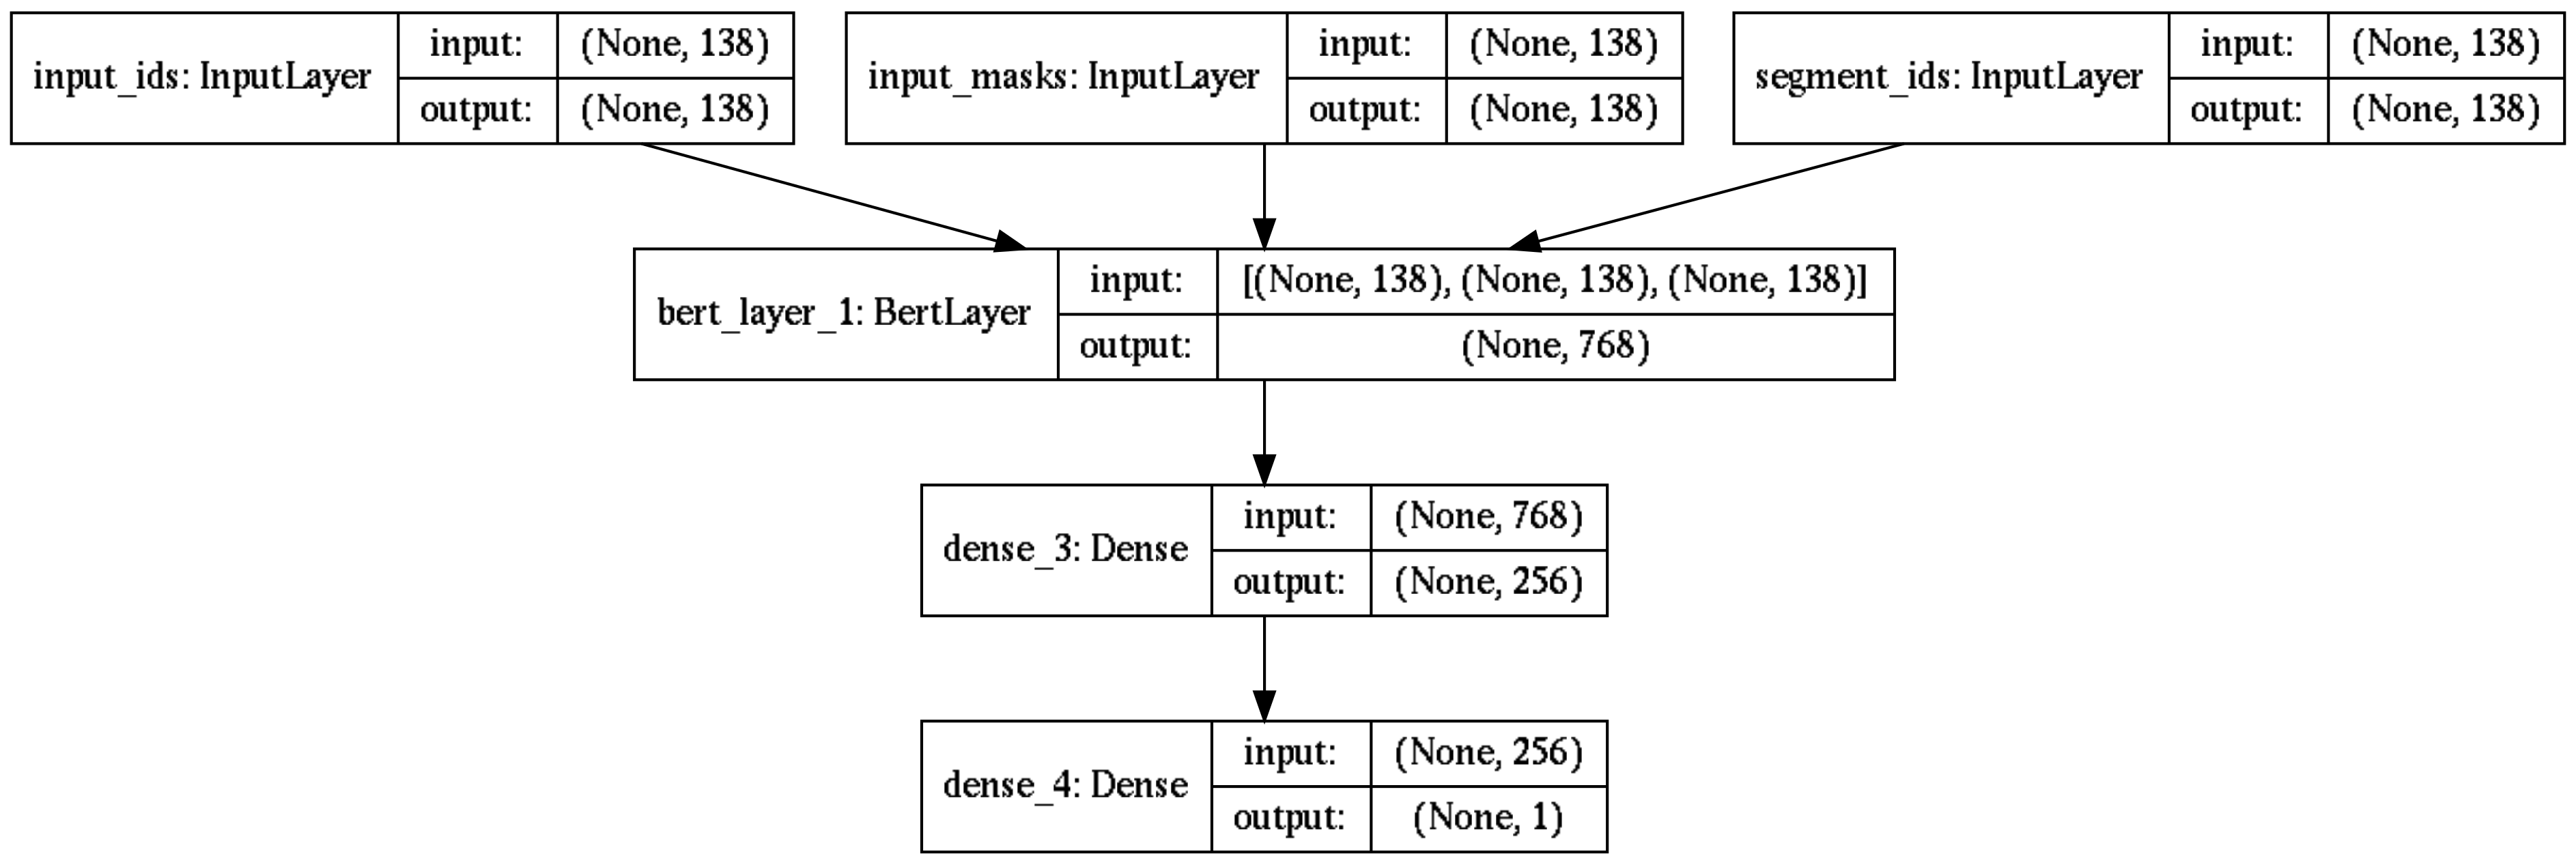 input_ids: InputLayer
input: (None, 138)
output: (None, 138)
input_masks: InputLayer
input: (None, 138)
output: (None, 138)
segment_ids: InputLayer
input: (None, 138)
output: (None, 138)
bert_layer_1: BertLayer
input: [(None, 138), (None, 138), (None, 138)]
output: (None, 768)
dense_3: Dense
input: (None, 768)
output: (None, 256)
dense_4: Dense
input: (None, 256)
output: (None, 1)